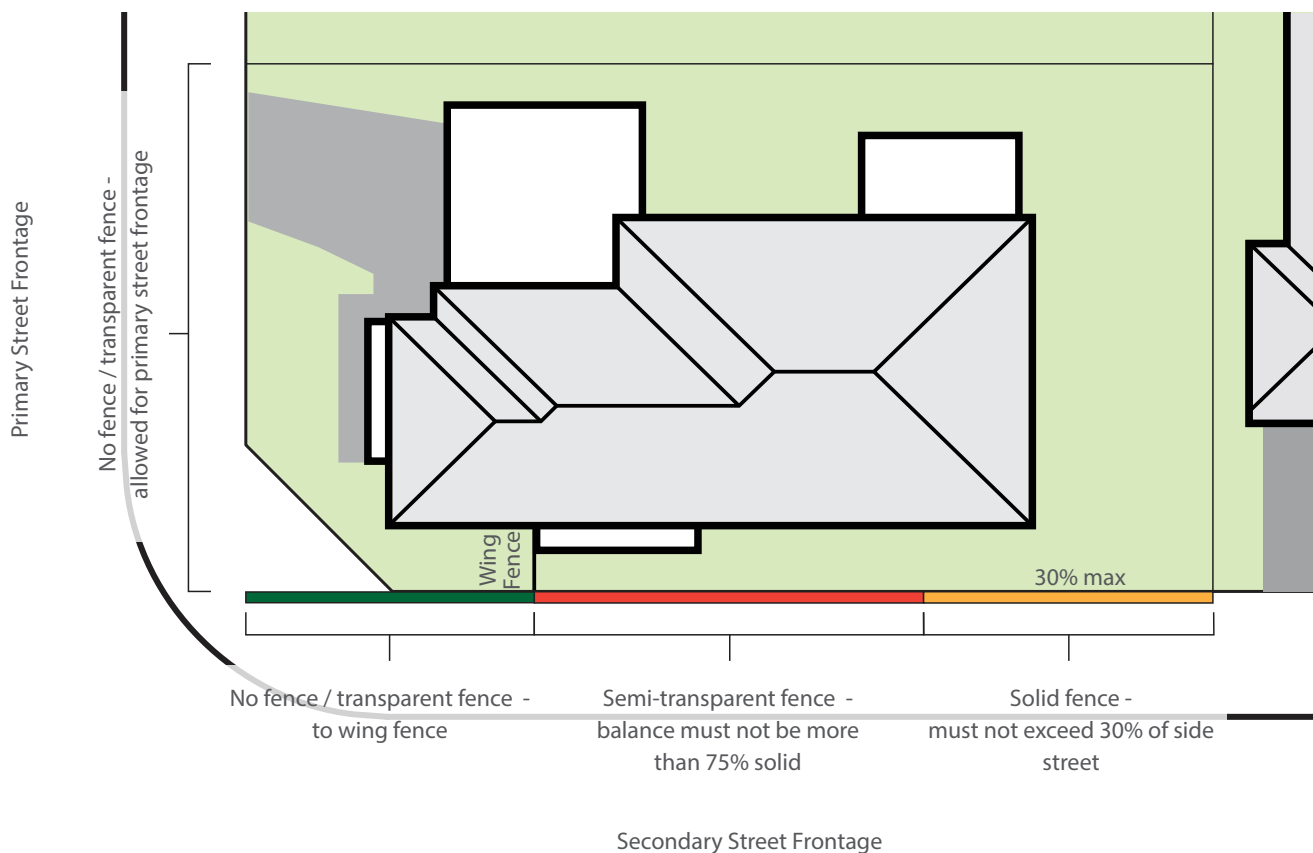 Primary Street Frontage
No fence / transparent fence -
allowed for primary street frontage
Wing
Fence
30% max
No fence / transparent fence -
to wing fence
Semi-transparent fence -
balance must not be more
than 75% solid
Solid fence -
must not exceed 30% of side
street
Secondary Street Frontage